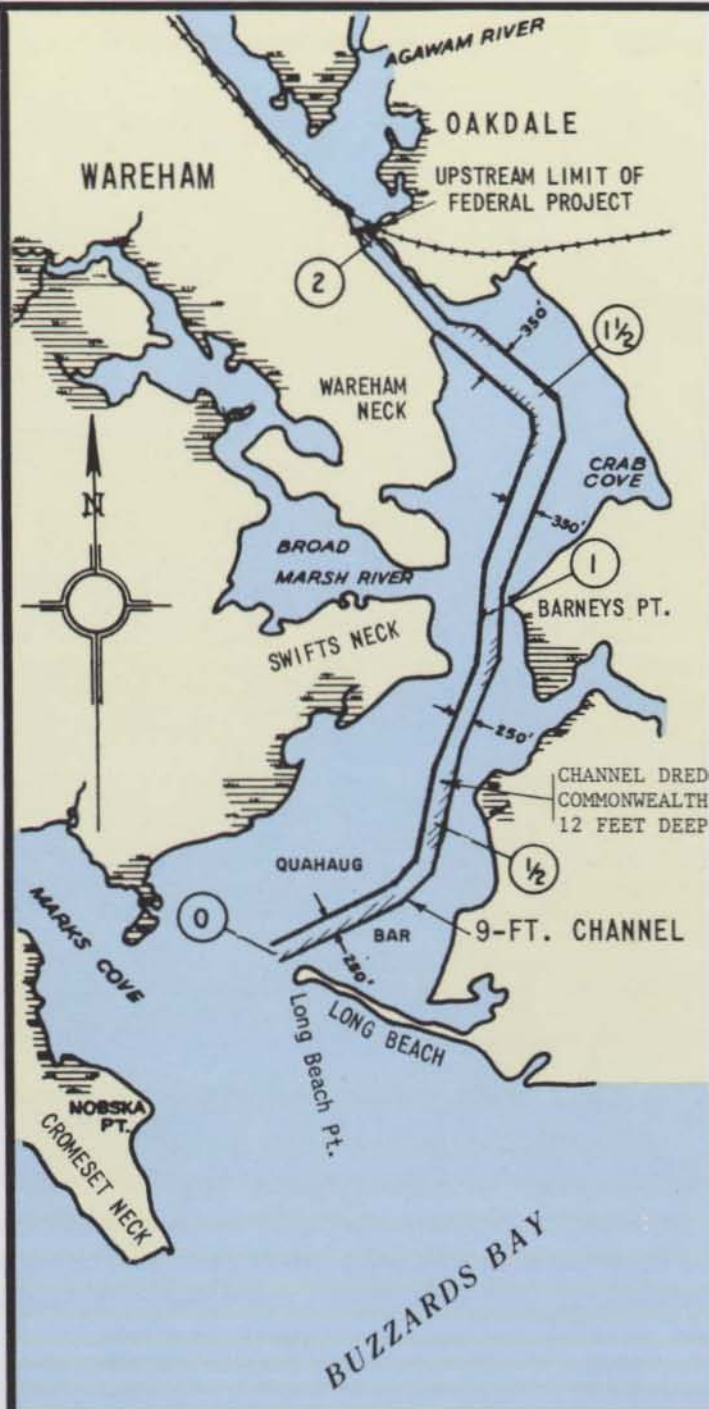 AGAWAM RIVER
OAKDALE
WAREHAM
UPSTREAM LIMIT OF
FEDERAL PROJECT
2
350'
1½
WAREHAM
NECK
CRAB
COVE
N
350'
BROAD
MARSH RIVER
1
BARNEYS PT.
SWIFTS NECK
250'
CHANNEL DRED
COMMONWEALTH
12 FEET DEEP
½
QUAHAUG
0
BAR
9-FT. CHANNEL
MARKS COVE
250'
LONG BEACH
Long Beach Pt.
NOBSKA
PT.
CROMESET NECK
BUZZARDS BAY